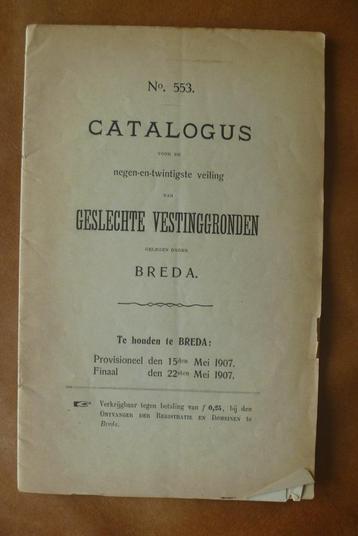 No. 553.
CATALOGUS
VOOR DE
negen-en-twintigste veiling
VAN
GESLECHTE VESTINGGRONDEN
GELEGEN ONDER
BREDA.
Te houden te BREDA:
Provisioneel den 15den Mei 1907.
Finaal den 22sten Mei 1907.
☛ Verkrijgbaar tegen betaling van f 0,25, bij den
ONTVANGER DER REGISTRATIE EN DOMEINEN te
Breda.